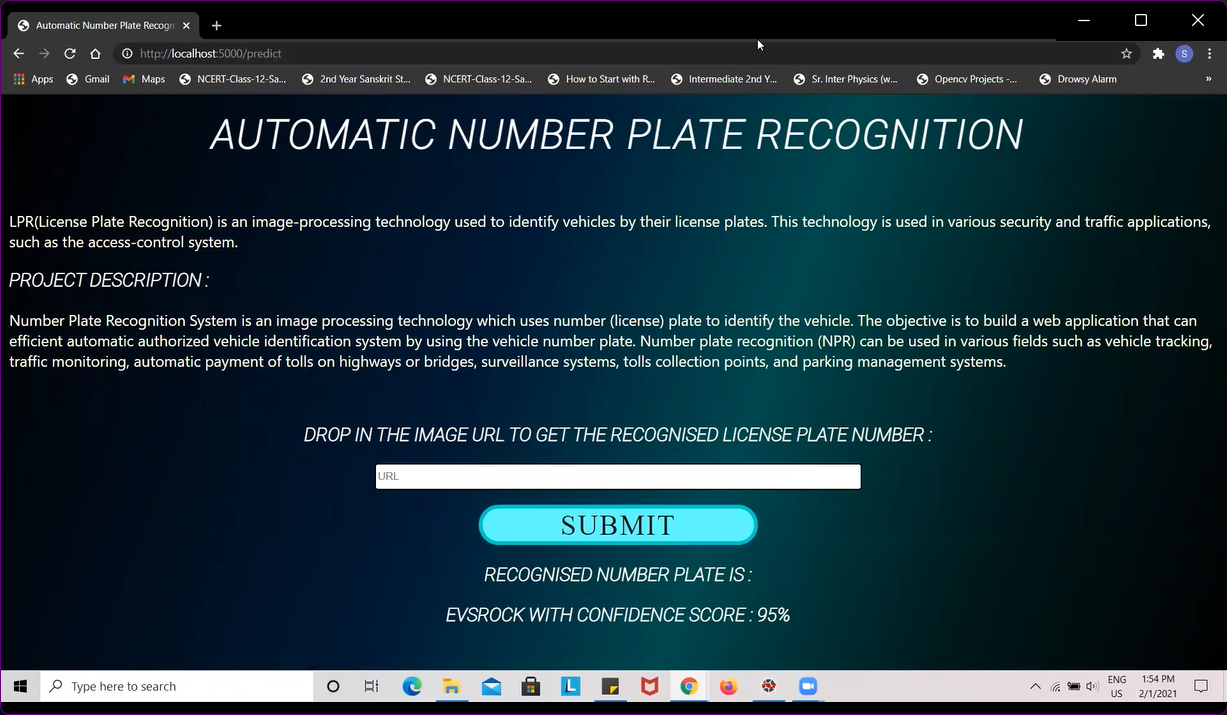 Automatic Number Plate Recogn
http://localhost:5000/predict
S
Apps
Gmail
Maps
NCERT-Class-12-Sa...
2nd Year Sanskrit St...
NCERT-Class-12-Sa...
How to Start with R...
Intermediate 2nd Y...
Sr. Inter Physics (w...
Opencv Projects -...
Drowsy Alarm
»
AUTOMATIC NUMBER PLATE RECOGNITION
LPR(License Plate Recognition) is an image-processing technology used to identify vehicles by their license plates. This technology is used in various security and traffic applications,
such as the access-control system.
PROJECT DESCRIPTION :
Number Plate Recognition System is an image processing technology which uses number (license) plate to identify the vehicle. The objective is to build a web application that can
efficient automatic authorized vehicle identification system by using the vehicle number plate. Number plate recognition (NPR) can be used in various fields such as vehicle tracking,
traffic monitoring, automatic payment of tolls on highways or bridges, surveillance systems, tolls collection points, and parking management systems.
DROP IN THE IMAGE URL TO GET THE RECOGNISED LICENSE PLATE NUMBER :
URL
SUBMIT
RECOGNISED NUMBER PLATE IS :
EVSROCK WITH CONFIDENCE SCORE : 95%
Type here to search
L
ENG
US
1:54 PM
2/1/2021